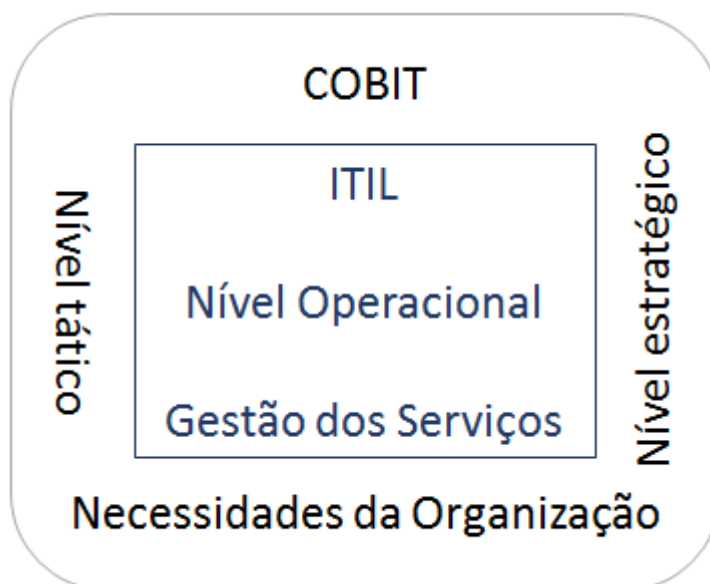 COBIT
ITIL
Nível tático
Nível Operacional
Nível estratégico
Gestão dos Serviços
Necessidades da Organização